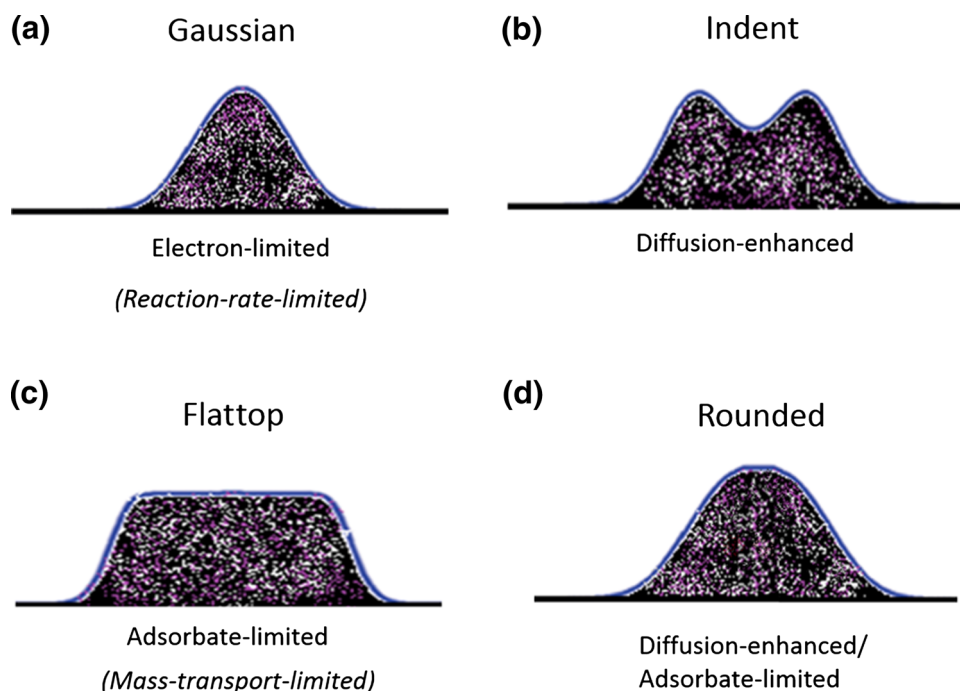 (a) Gaussian
Electron-limited
(Reaction-rate-limited)
(b) Indent
Diffusion-enhanced
(c) Flattop
Adsorbate-limited
(Mass-transport-limited)
(d) Rounded
Diffusion-enhanced/
Adsorbate-limited